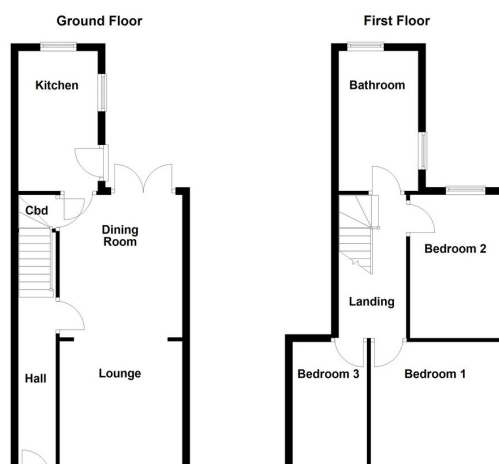 Ground Floor
Kitchen
Cbd
Dining
Room
Hall
Lounge
First Floor
Bathroom
Bedroom 2
Landing
Bedroom 3
Bedroom 1